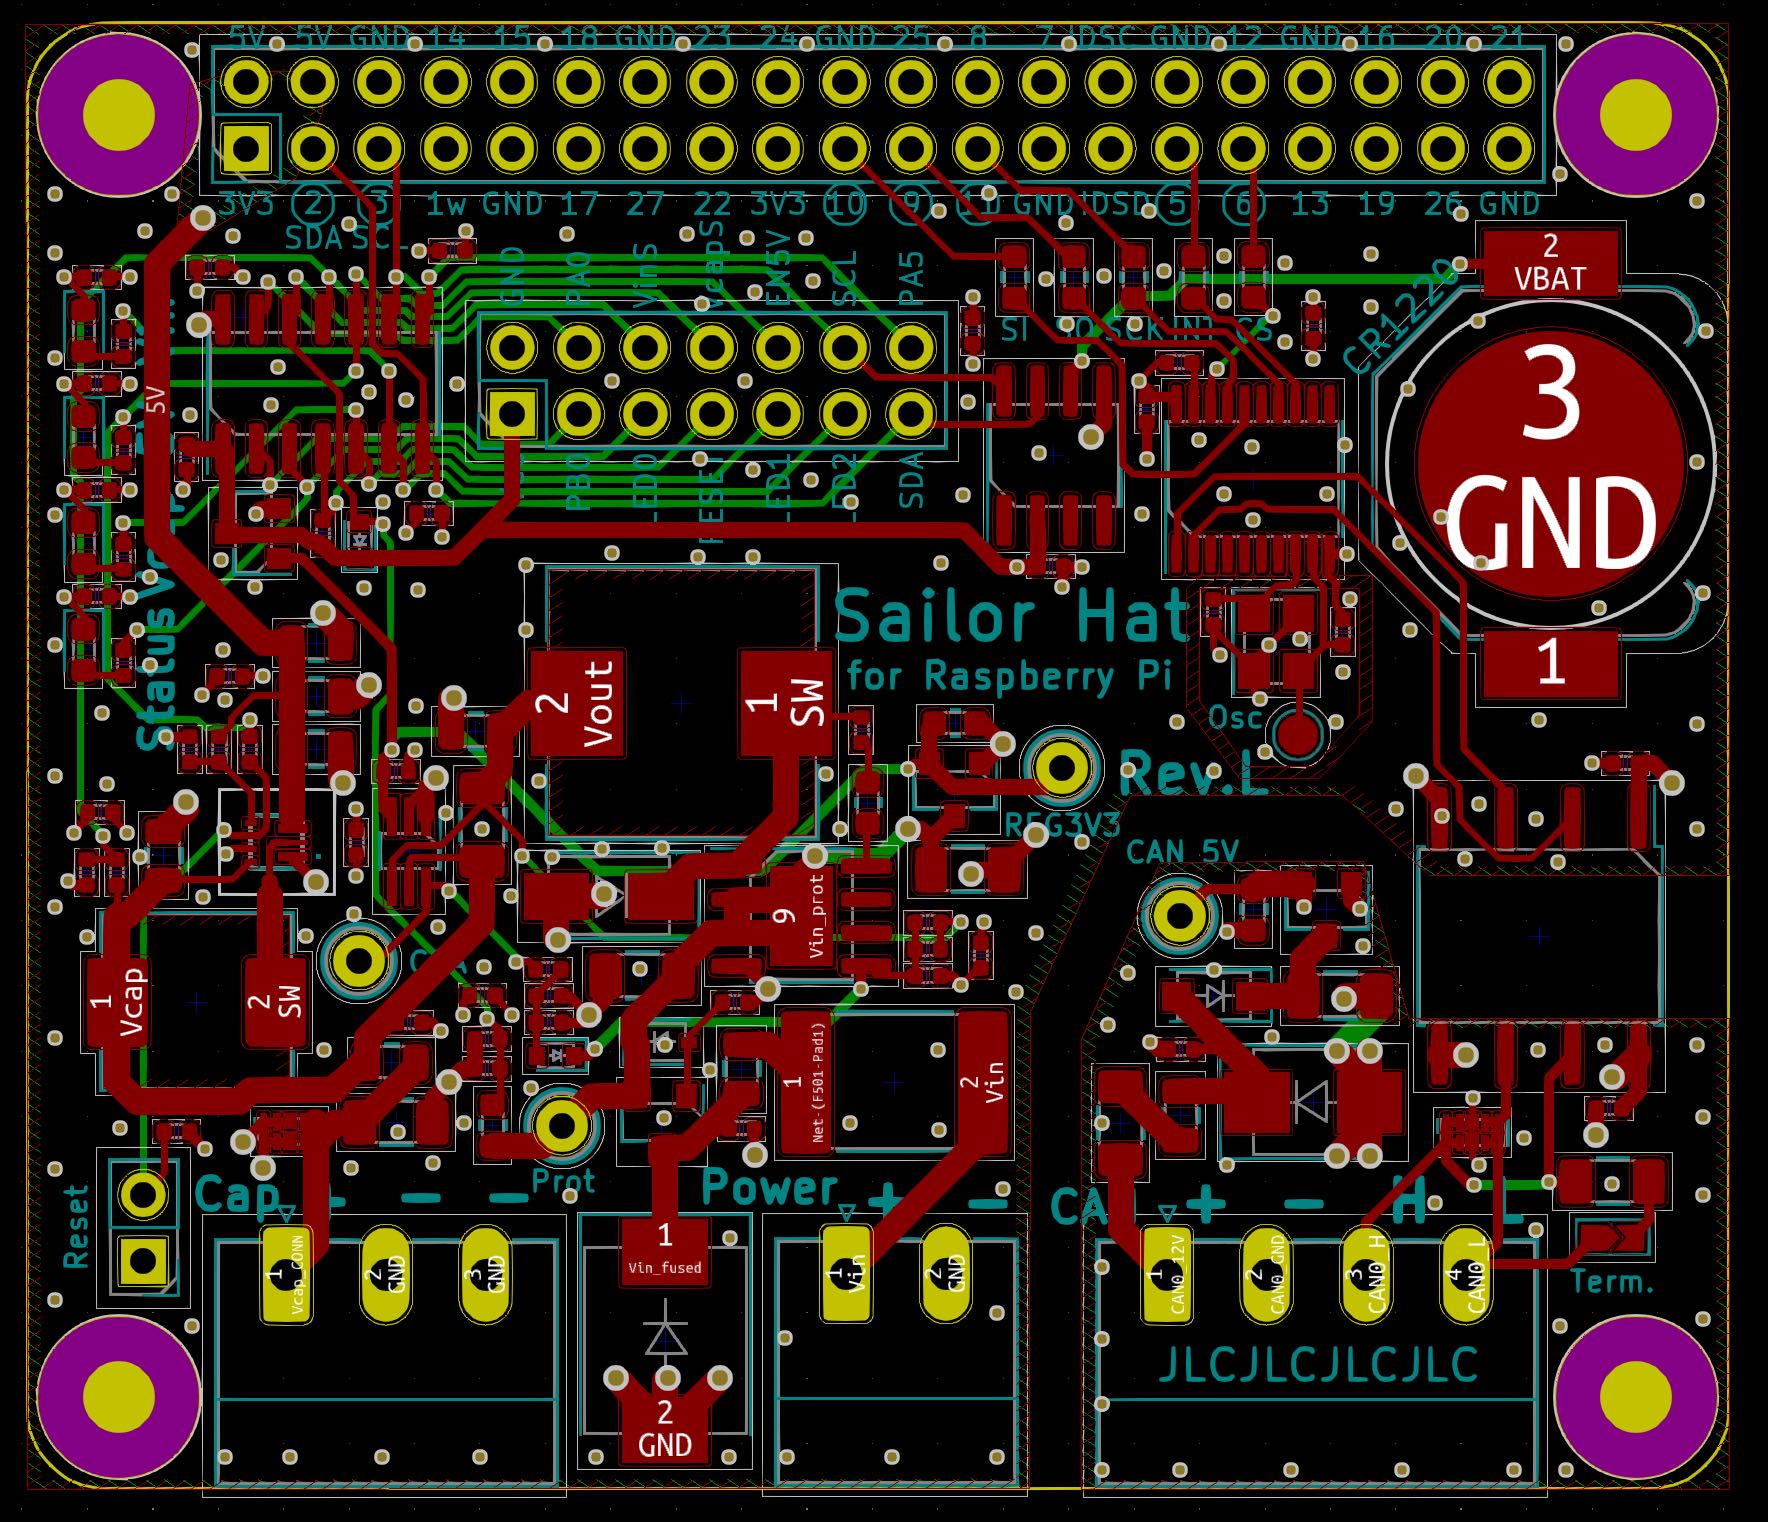 5V 5V GND 14 15 18 GND 23 24 GND 25 8 7 IDSC GND 12 GND 16 20 21
3V3 2 3 1w GND 17 27 22 3V3 10 9 11 GND IDSD 5 6 13 19 26 GND
SDA SCL
GND PA0 VinS VcapS EN5V SCL PA5
SI SO SCK INT CS
CR1220
2
VBAT
3
GND
1
5V
PB0
SDA
Status
Sailor Hat
for Raspberry Pi
2
Vout
1
SW
Osc
Rev.L
REG3V3
CAN 5V
9
Vin_prot
1
Vcap
2
SW
1
Net-(F501-Pad1)
2
Vin
Reset
Cap
- -
Prot
Power + -
+ - H L
1
Vin_fused
2
GND
1
Vcap_CONN
2
GND
3
GND
1
Vin
2
GND
1
CAN0_12V
2
CAN0_GND
3
CAN0_H
4
CAN0_L
Term.
JLCJLCJLCJLC